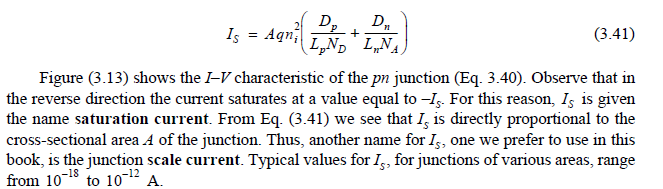 I_S = Aqn_i^2 ( D_p / L_pN_D + D_n / L_nN_A ) (3.41)
Figure (3.13) shows the I–V characteristic of the pn junction (Eq. 3.40). Observe that in
the reverse direction the current saturates at a value equal to –I_S. For this reason, I_S is given
the name saturation current. From Eq. (3.41) we see that I_S is directly proportional to the
cross-sectional area A of the junction. Thus, another name for I_S, one we prefer to use in this
book, is the junction scale current. Typical values for I_S, for junctions of various areas, range
from 10^–18 to 10^–12 A.